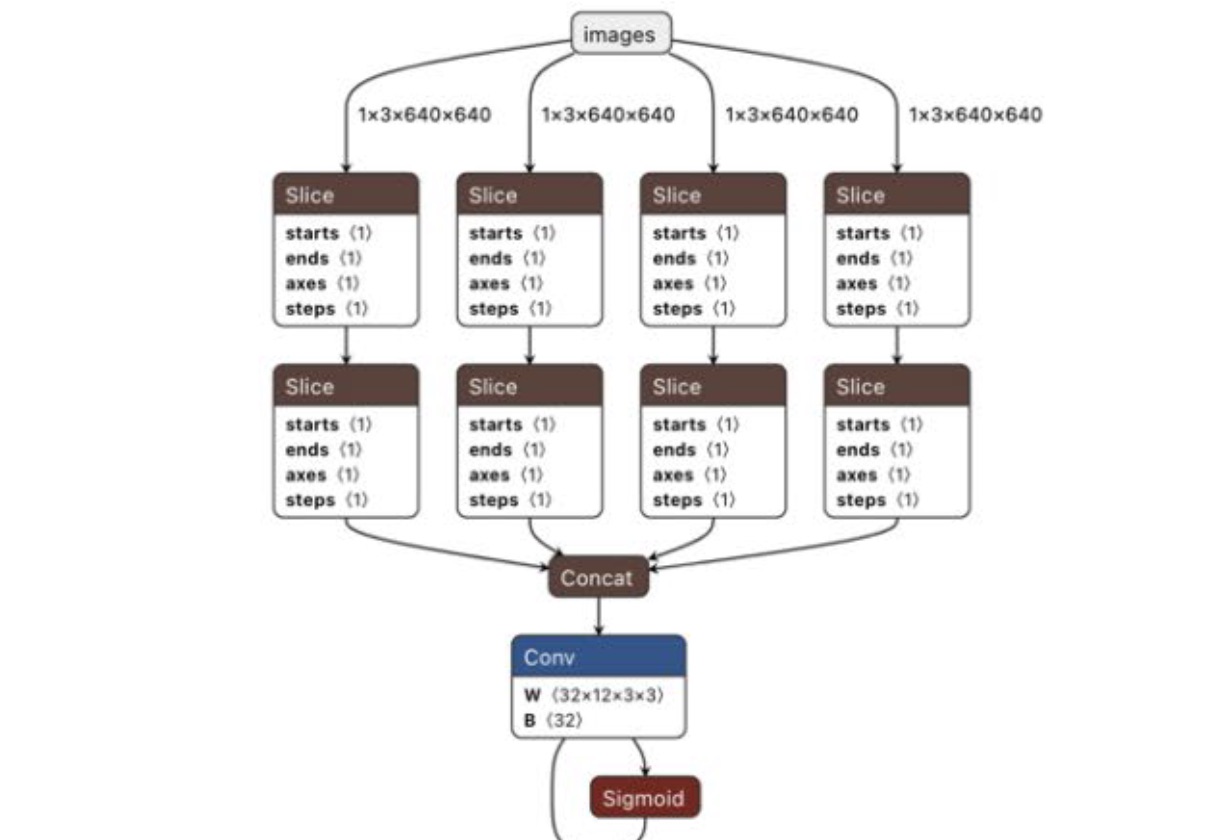 images
1×3×640×640 1×3×640×640 1×3×640×640 1×3×640×640
Slice Slice Slice Slice
starts ⟨1⟩ starts ⟨1⟩ starts ⟨1⟩ starts ⟨1⟩
ends ⟨1⟩ ends ⟨1⟩ ends ⟨1⟩ ends ⟨1⟩
axes ⟨1⟩ axes ⟨1⟩ axes ⟨1⟩ axes ⟨1⟩
steps ⟨1⟩ steps ⟨1⟩ steps ⟨1⟩ steps ⟨1⟩
Slice Slice Slice Slice
starts ⟨1⟩ starts ⟨1⟩ starts ⟨1⟩ starts ⟨1⟩
ends ⟨1⟩ ends ⟨1⟩ ends ⟨1⟩ ends ⟨1⟩
axes ⟨1⟩ axes ⟨1⟩ axes ⟨1⟩ axes ⟨1⟩
steps ⟨1⟩ steps ⟨1⟩ steps ⟨1⟩ steps ⟨1⟩
Concat
Conv
W ⟨32×12×3×3⟩
B ⟨32⟩
Sigmoid